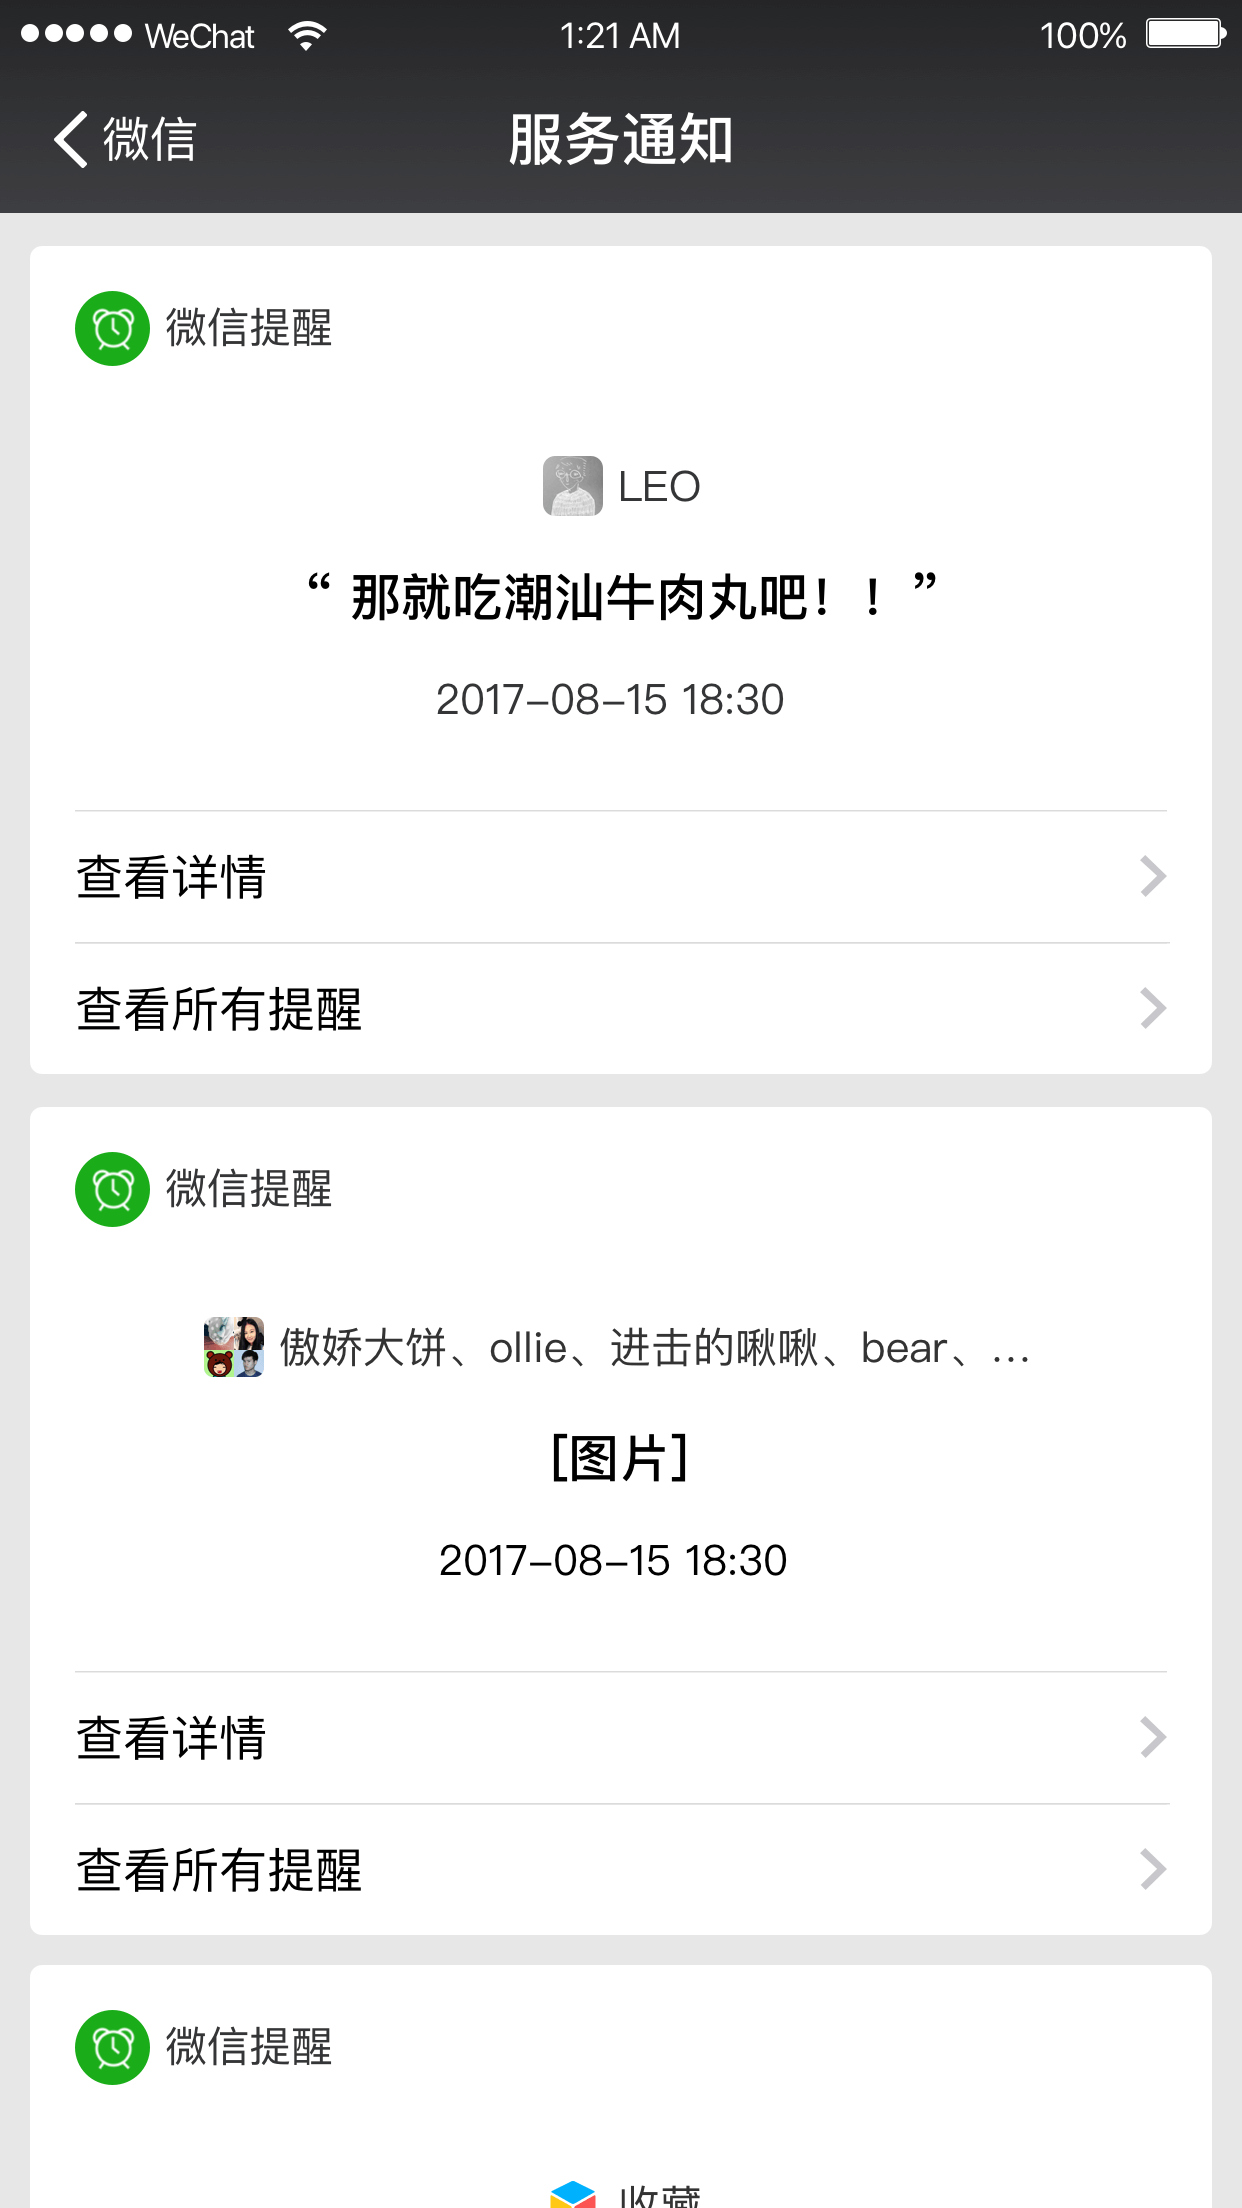 WeChat 1:21 AM 100%
微信 服务通知
微信提醒
LEO
“ 那就吃潮汕牛肉丸吧！！ ”
2017-08-15 18:30
查看详情
查看所有提醒
微信提醒
傲娇大饼、ollie、进击的啾啾、bear、...
[图片]
2017-08-15 18:30
查看详情
查看所有提醒
微信提醒
收藏